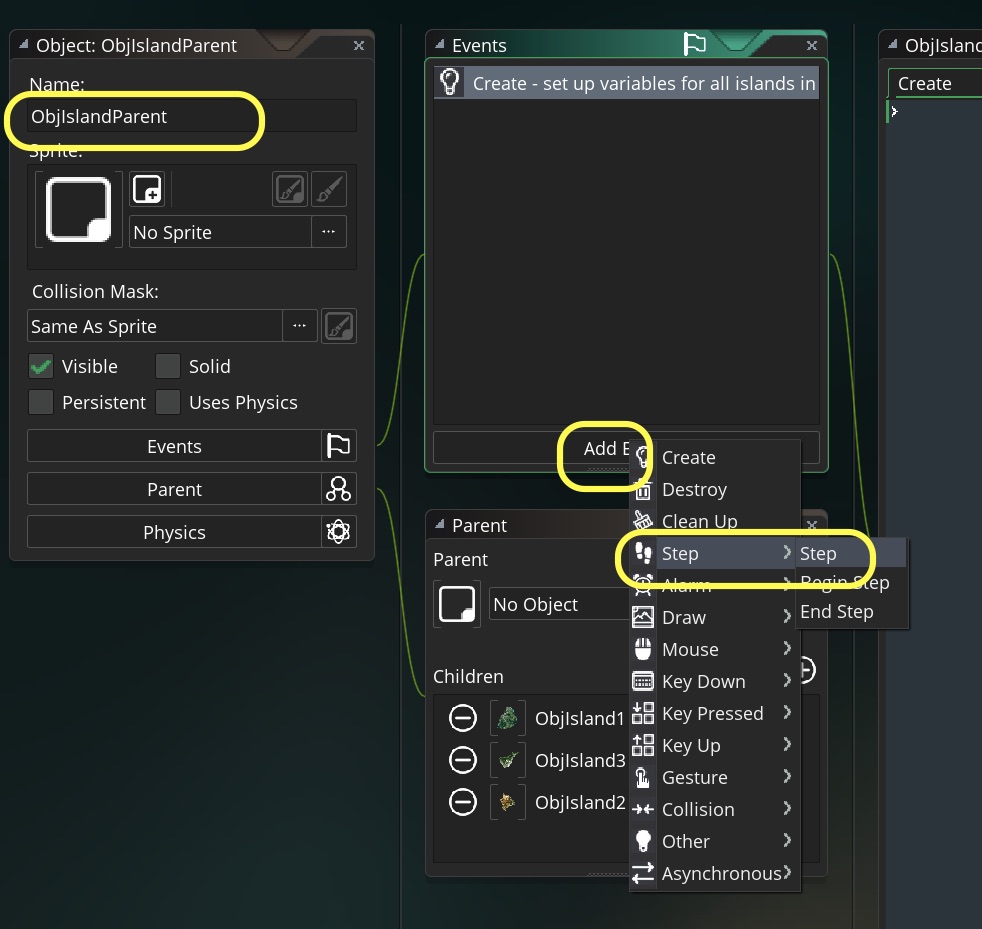 Object: ObjIslandParent
Name:
ObjIslandParent
Sprite:
No Sprite
...
Collision Mask:
Same As Sprite
...
Visible
Solid
Persistent
Uses Physics
Events
Parent
Physics
Events
Create - set up variables for all islands in
Add E
Parent
Parent
No Object
Children
ObjIsland1
ObjIsland3
ObjIsland2
Create
Destroy
Clean Up
Step
Alarm
Draw
Mouse
Key Down
Key Pressed
Key Up
Gesture
Collision
Other
Asynchronous
Step
Begin Step
End Step
ObjIsland
Create